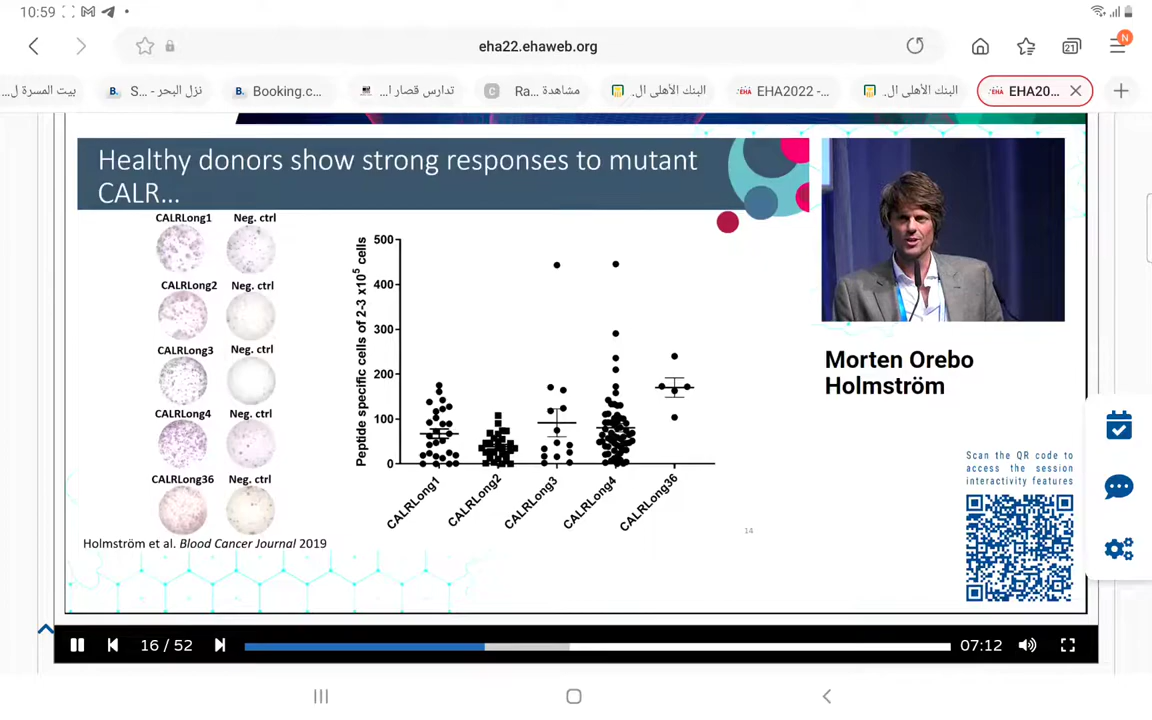 10:59
eha22.ehaweb.org
21
N
بيت المسرة ل...
B. S... - نزل البحر
B. Booking.c...
تدارس قصار ا...
C Ra... مشاهدة
البنك الأهلي ال...
EHA EHA2022 -...
البنك الأهلي ال...
EHA EHA20...
Healthy donors show strong responses to mutant
CALR...
CALRLong1 Neg. ctrl
CALRLong2 Neg. ctrl
CALRLong3 Neg. ctrl
CALRLong4 Neg. ctrl
CALRLong36 Neg. ctrl
Peptide specific cells of 2-3 x10⁵ cells
500
400
300
200
100
0
CALRLong1
CALRLong2
CALRLong3
CALRLong4
CALRLong36
14
Holmström et al. Blood Cancer Journal 2019
Morten Orebo
Holmström
Scan the QR code to
access the session
interactivity features
16 / 52
07:12